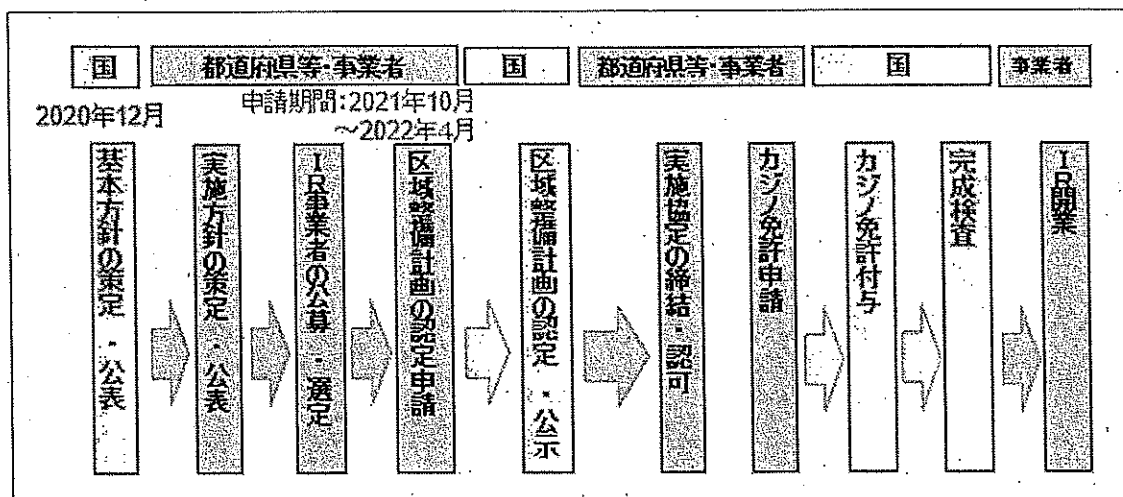 国
都道府県等・事業者
国
都道府県等・事業者
国
事業者
2020年12月
申請期間:2021年10月
～2022年4月
基本方針の策定・公表
実施方針の策定・公表
IR事業者の公募・選定
区域整備計画の認定申請
区域整備計画の認定・公示
実施協定の締結・認可
カジノ免許申請
カジノ免許付与
完成検査
IR開業